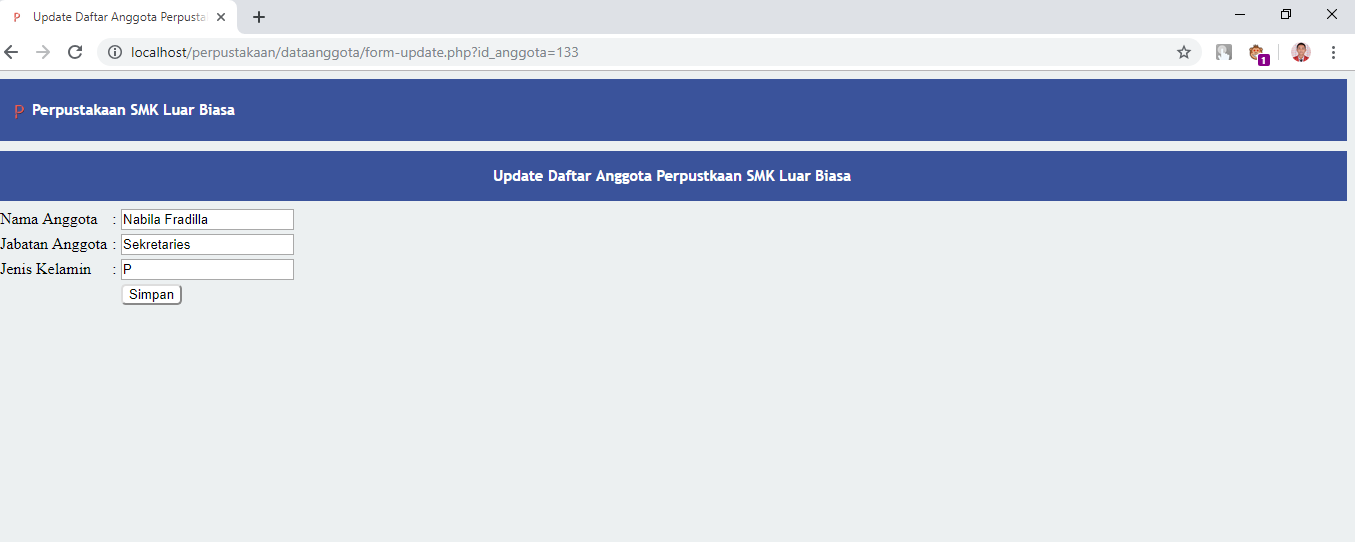 P Update Daftar Anggota Perpusta
localhost/perpustakaan/dataanggota/form-update.php?id_anggota=133
1
P Perpustakaan SMK Luar Biasa
Update Daftar Anggota Perpustkaan SMK Luar Biasa
Nama Anggota : Nabila Fradilla
Jabatan Anggota : Sekretaries
Jenis Kelamin : P
Simpan